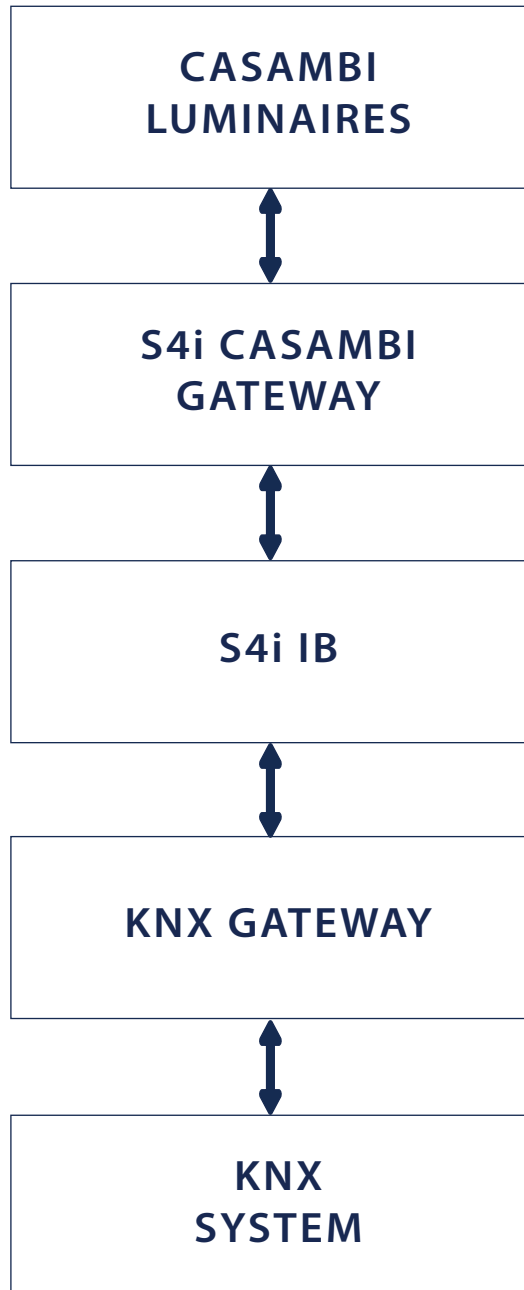 CASAMBI
LUMINAIRES
S4i CASAMBI
GATEWAY
S4i IB
KNX GATEWAY
KNX
SYSTEM